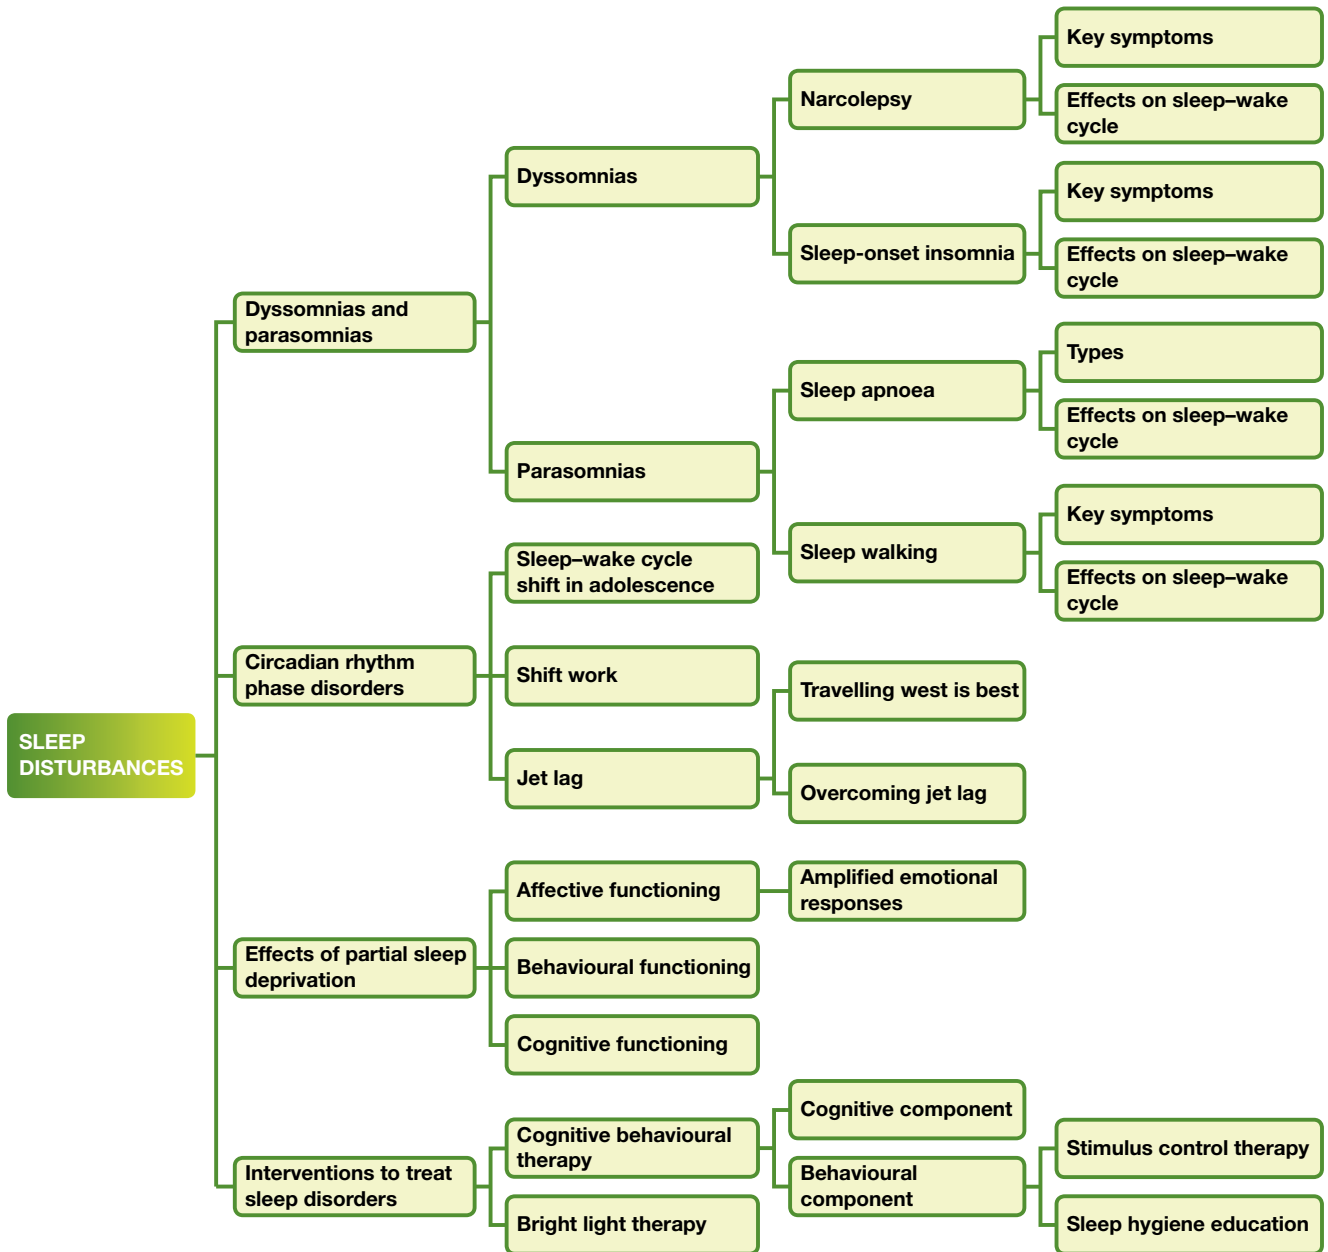 SLEEP
DISTURBANCES
Dyssomnias and
parasomnias
Dyssomnias
Narcolepsy
Key symptoms
Effects on sleep–wake
cycle
Sleep-onset insomnia
Key symptoms
Effects on sleep–wake
cycle
Parasomnias
Sleep apnoea
Types
Effects on sleep–wake
cycle
Sleep walking
Key symptoms
Effects on sleep–wake
cycle
Circadian rhythm
phase disorders
Sleep–wake cycle
shift in adolescence
Shift work
Jet lag
Travelling west is best
Overcoming jet lag
Effects of partial sleep
deprivation
Affective functioning
Amplified emotional
responses
Behavioural functioning
Cognitive functioning
Interventions to treat
sleep disorders
Cognitive behavioural
therapy
Cognitive component
Behavioural
component
Stimulus control therapy
Sleep hygiene education
Bright light therapy